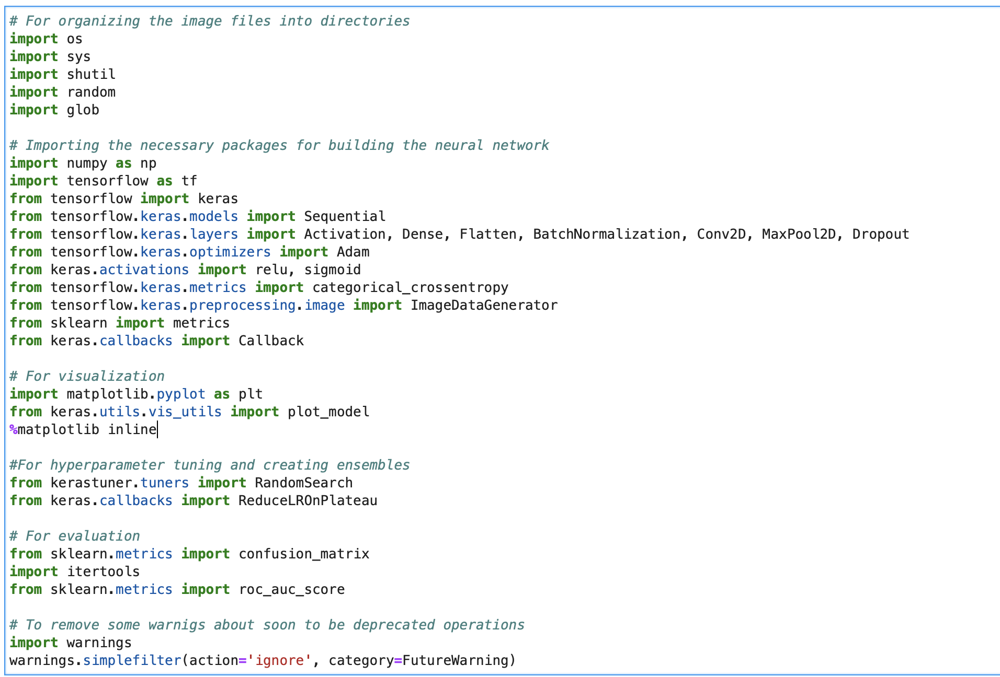 # For organizing the image files into directories
import os
import sys
import shutil
import random
import glob

# Importing the necessary packages for building the neural network
import numpy as np
import tensorflow as tf
from tensorflow import keras
from tensorflow.keras.models import Sequential
from tensorflow.keras.layers import Activation, Dense, Flatten, BatchNormalization, Conv2D, MaxPool2D, Dropout
from tensorflow.keras.optimizers import Adam
from keras.activations import relu, sigmoid
from tensorflow.keras.metrics import categorical_crossentropy
from tensorflow.keras.preprocessing.image import ImageDataGenerator
from sklearn import metrics
from keras.callbacks import Callback

# For visualization
import matplotlib.pyplot as plt
from keras.utils.vis_utils import plot_model
%matplotlib inline

#For hyperparameter tuning and creating ensembles
from kerastuner.tuners import RandomSearch
from keras.callbacks import ReduceLROnPlateau

# For evaluation
from sklearn.metrics import confusion_matrix
import itertools
from sklearn.metrics import roc_auc_score

# To remove some warnigs about soon to be deprecated operations
import warnings
warnings.simplefilter(action='ignore', category=FutureWarning)